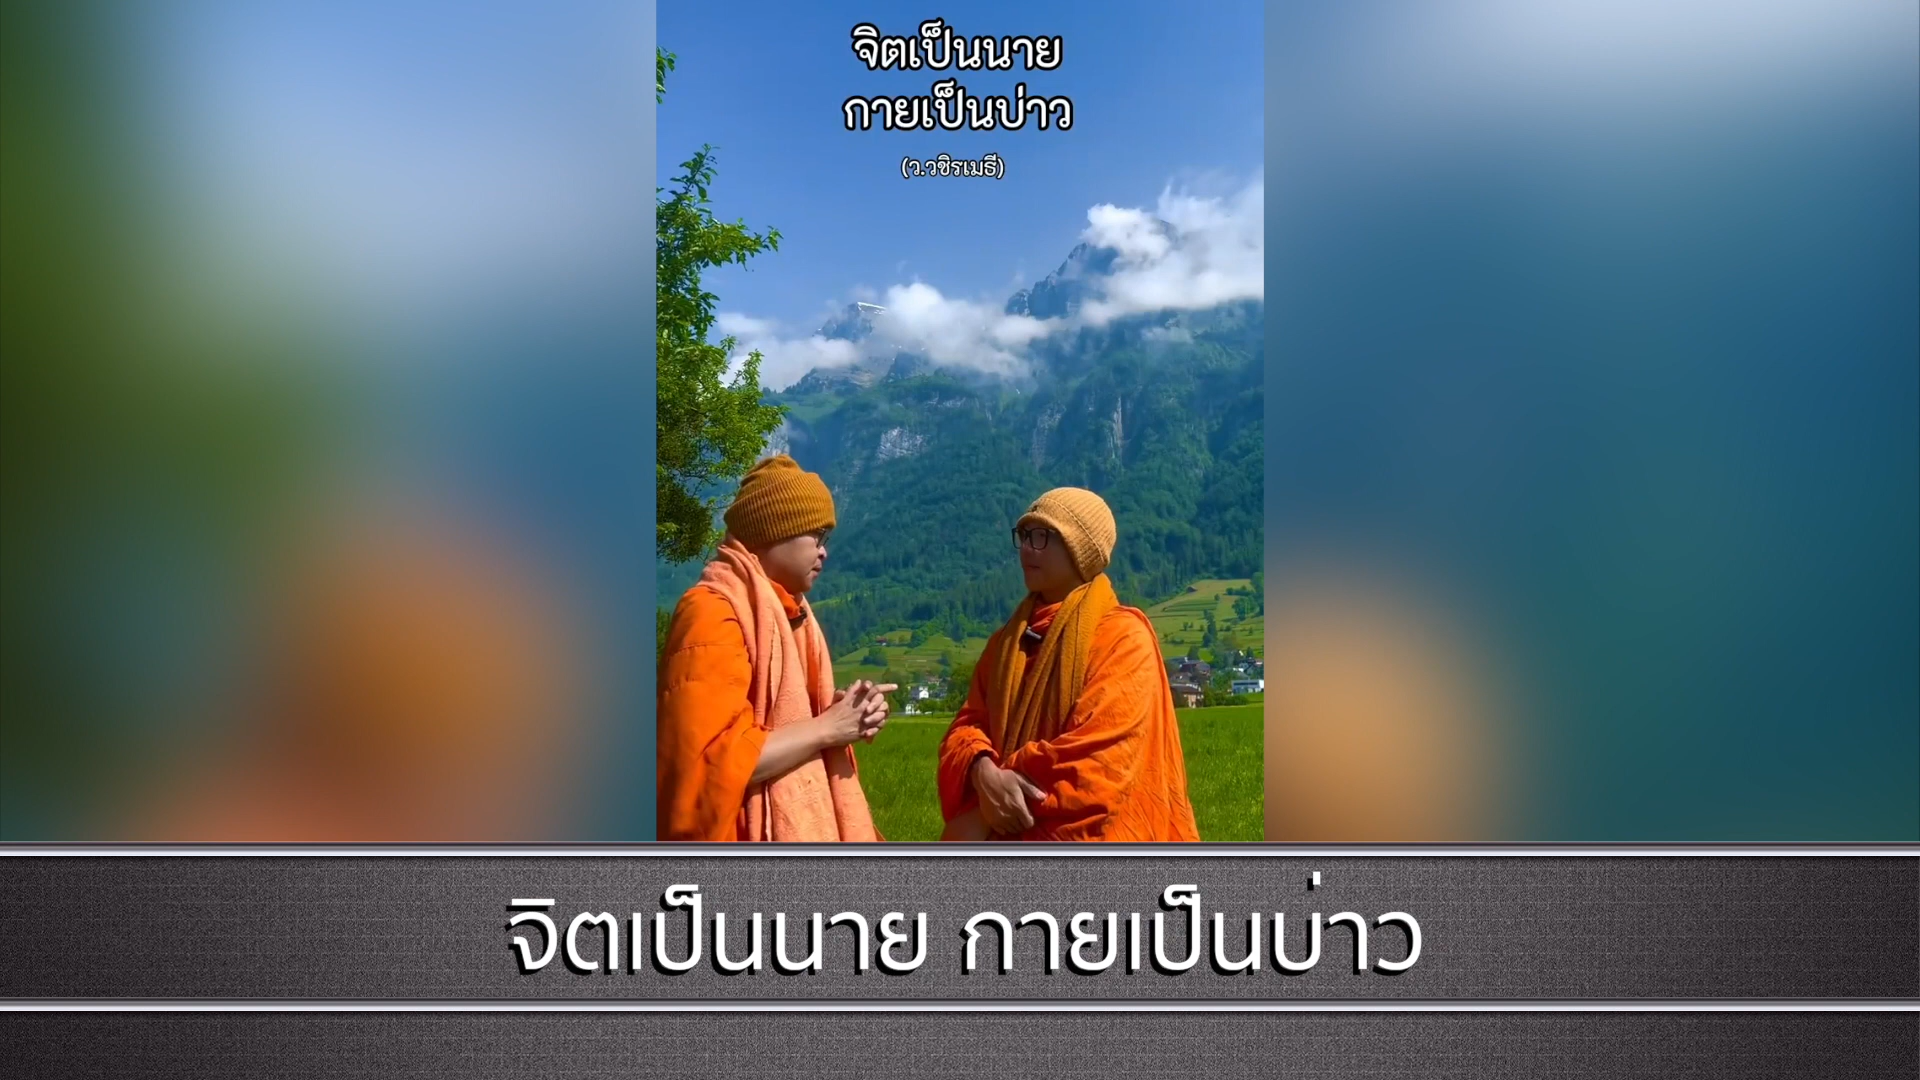 จิตเป็นนาย
กายเป็นบ่าว
(ว.วชิรเมธี)
จิตเป็นนาย กายเป็นบ่าว